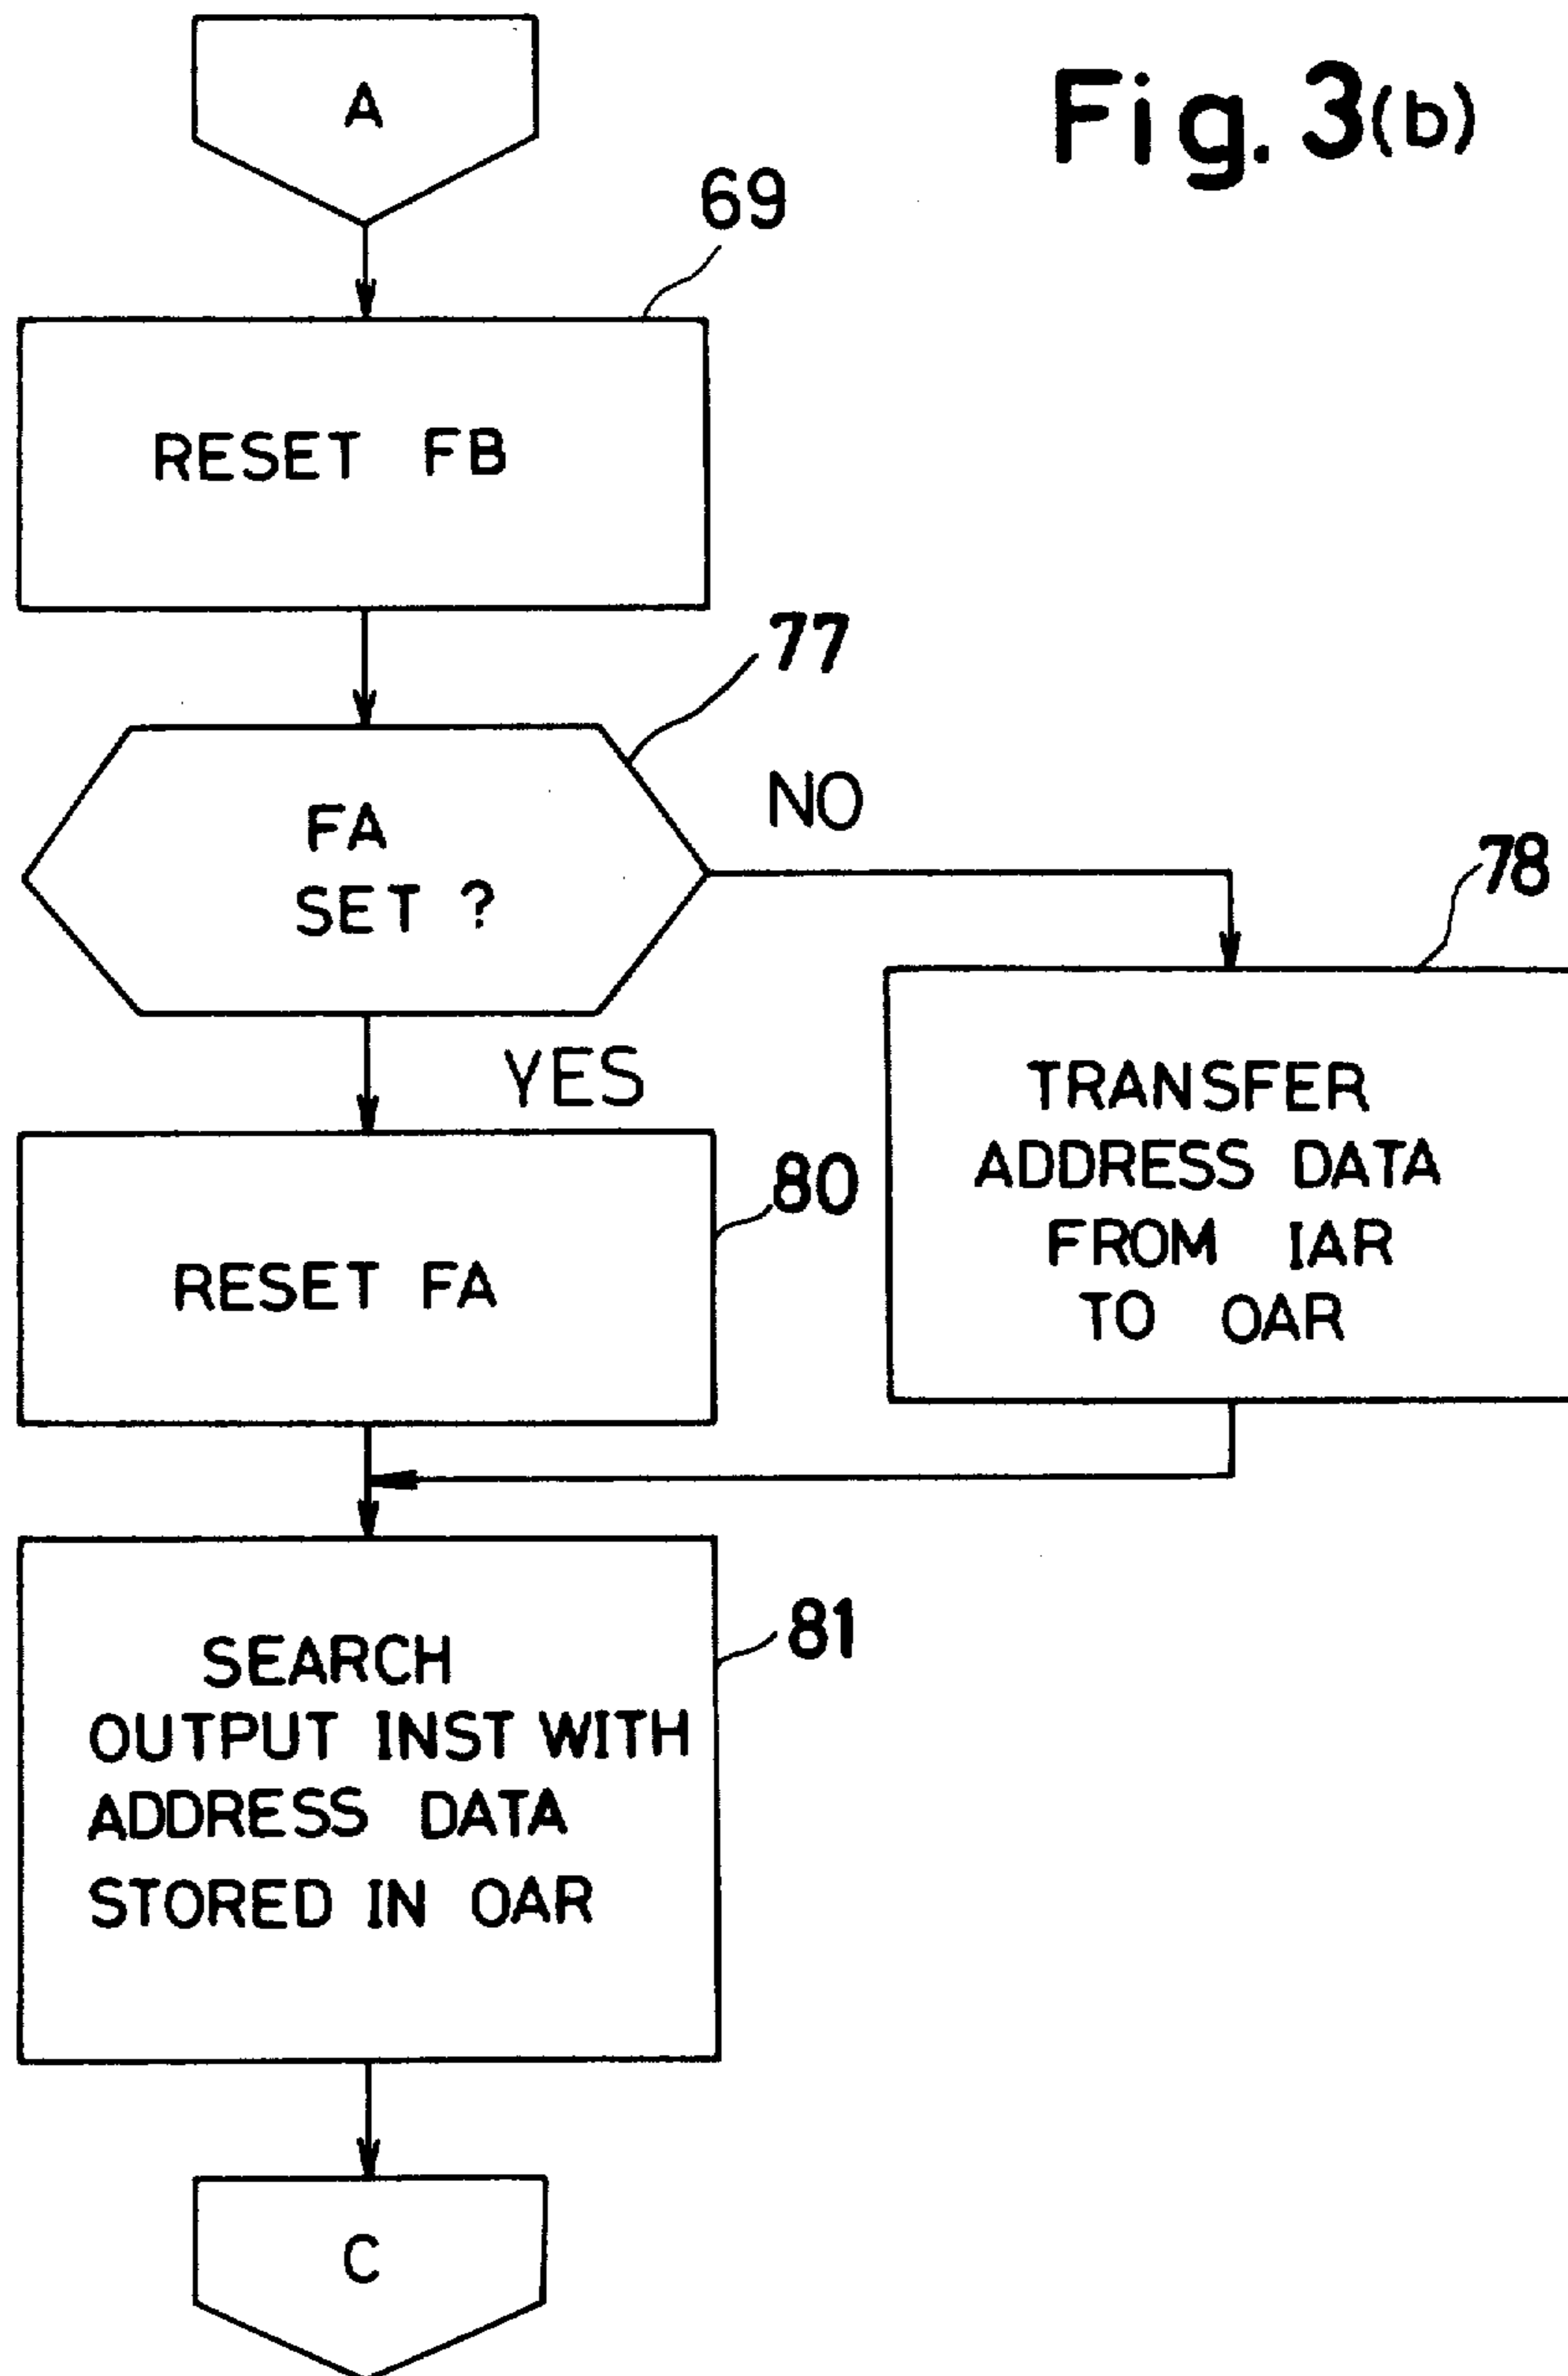 A
Fig. 3(b)
69
RESET FB
77
FA
SET ?
NO
78
YES
TRANSFER
ADDRESS DATA
FROM IAR
TO OAR
80
RESET FA
81
SEARCH
OUTPUT INST WITH
ADDRESS DATA
STORED IN OAR
C